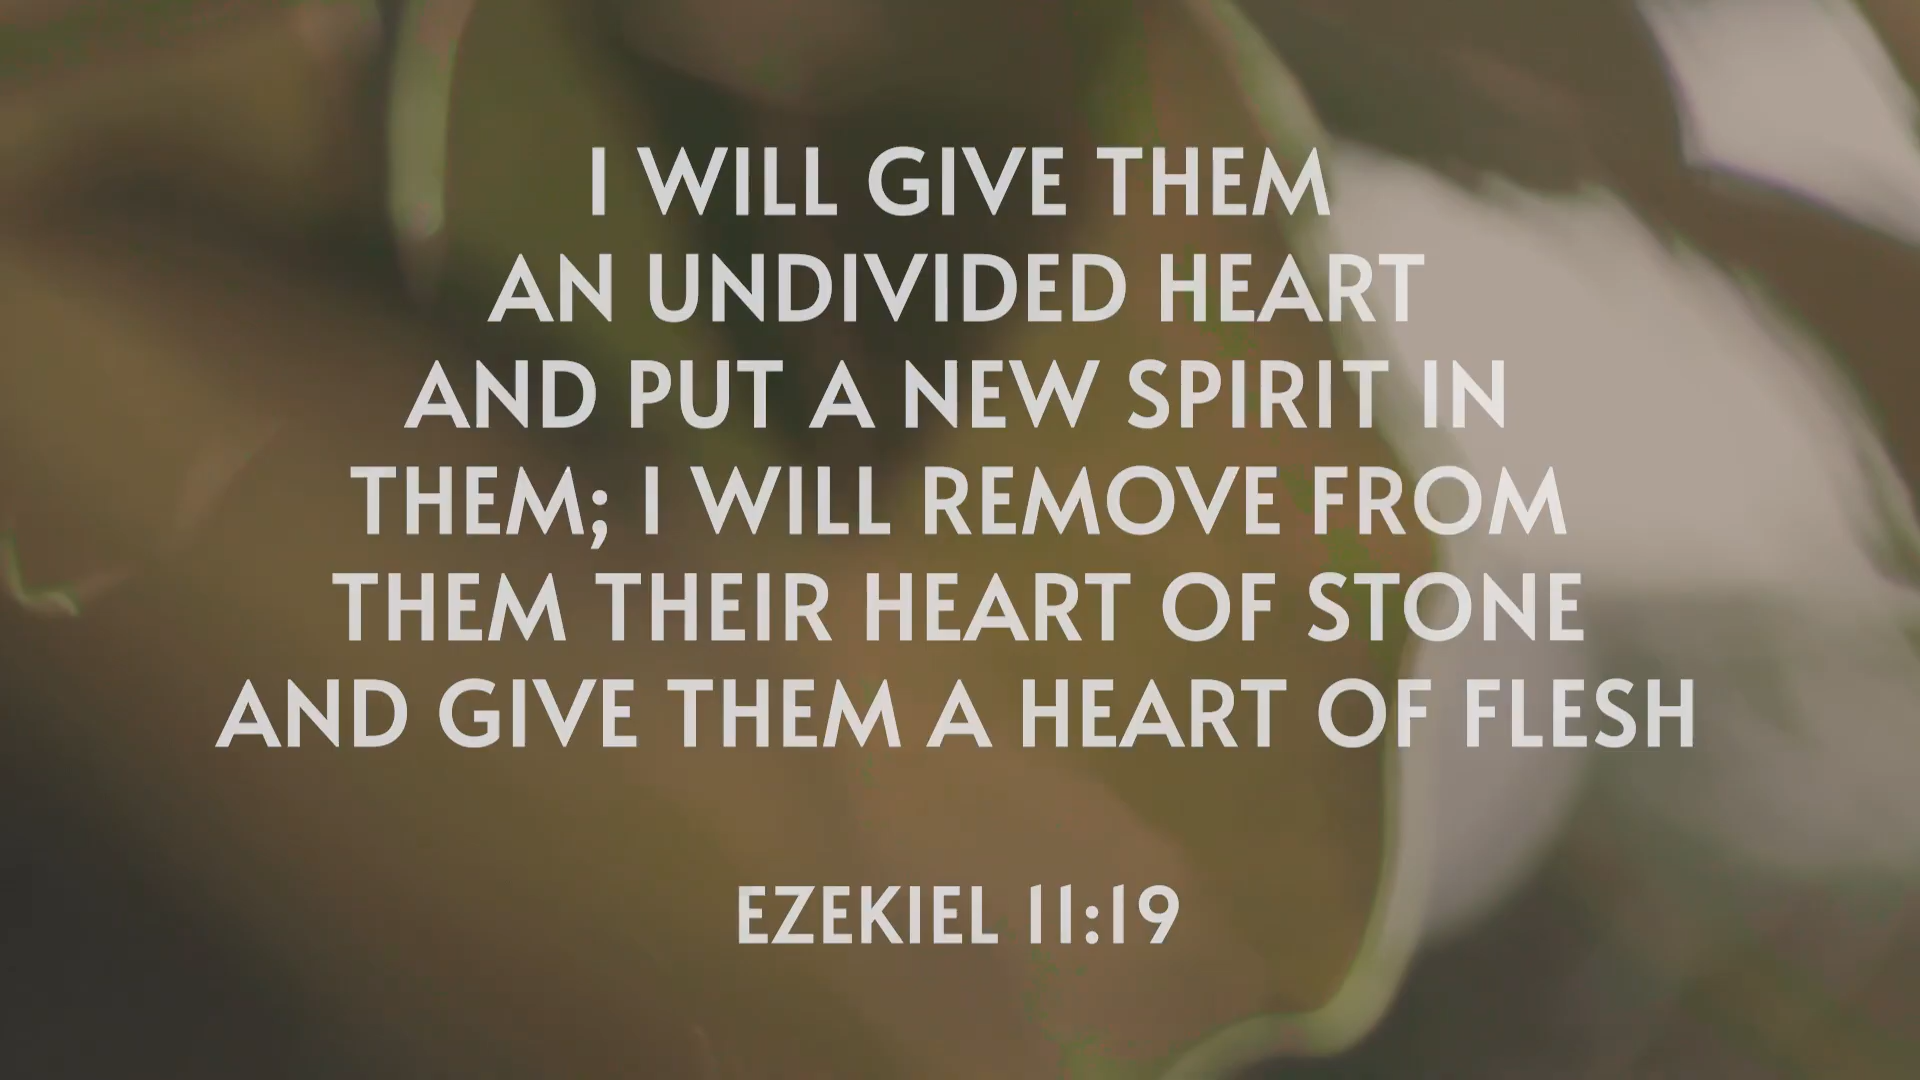 I WILL GIVE THEM
AN UNDIVIDED HEART
AND PUT A NEW SPIRIT IN
THEM; I WILL REMOVE FROM
THEM THEIR HEART OF STONE
AND GIVE THEM A HEART OF FLESH
EZEKIEL 11:19